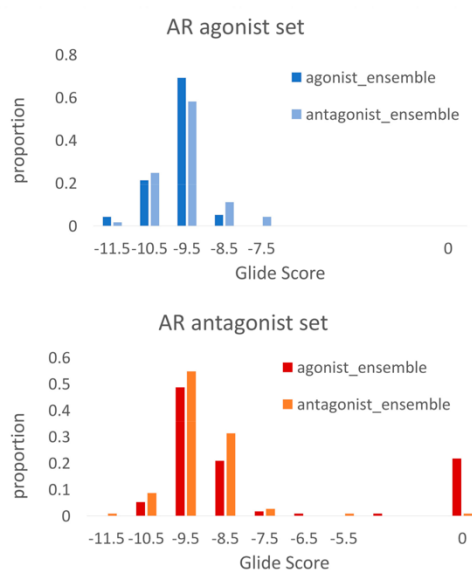 AR agonist set
0.8
0.6
0.4
0.2
0
proportion
agonist_ensemble
antagonist_ensemble
-11.5 -10.5 -9.5 -8.5 -7.5 0
Glide Score
AR antagonist set
0.6
0.5
0.4
0.3
0.2
0.1
0
proportion
agonist_ensemble
antagonist_ensemble
-11.5 -10.5 -9.5 -8.5 -7.5 -6.5 -5.5 0
Glide Score